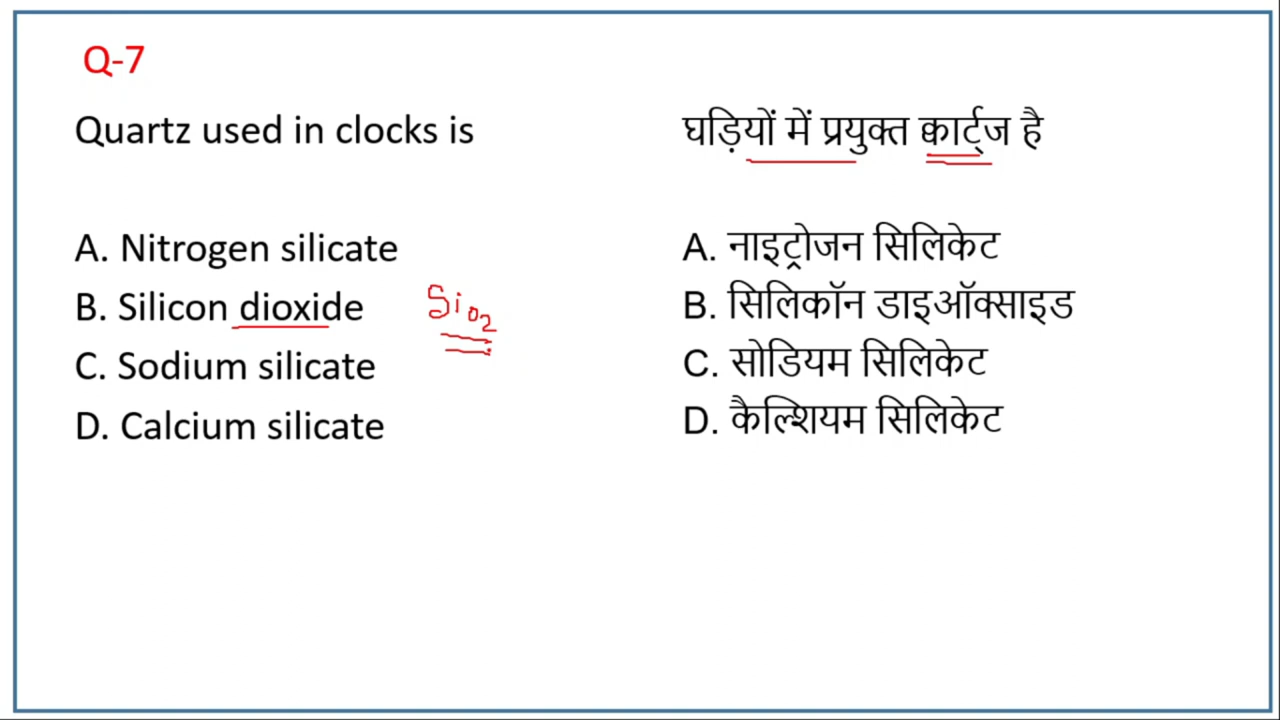 Q-7
Quartz used in clocks is
A. Nitrogen silicate
B. Silicon dioxide
SiO2
C. Sodium silicate
D. Calcium silicate
घड़ियों में प्रयुक्त क्वार्ट्ज है
A. नाइट्रोजन सिलिकेट
B. सिलिकॉन डाइऑक्साइड
C. सोडियम सिलिकेट
D. कैल्शियम सिलिकेट